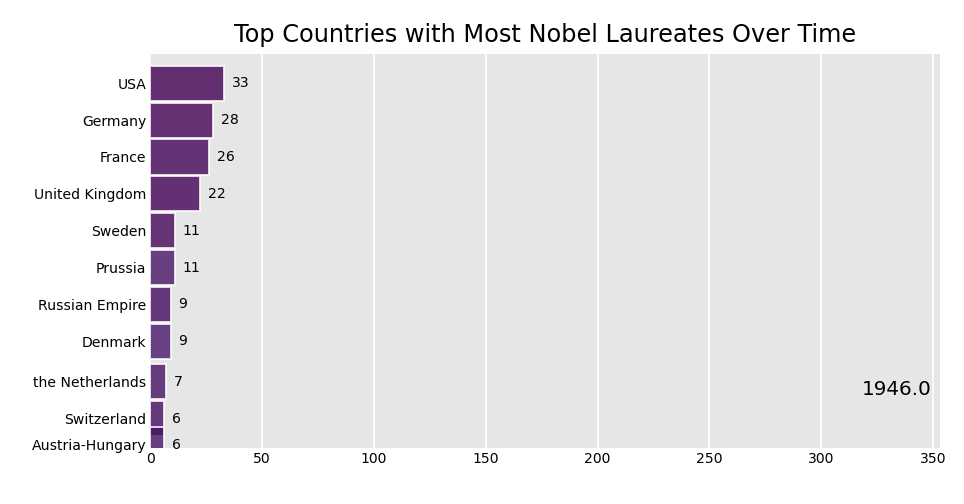 Top Countries with Most Nobel Laureates Over Time
USA 33
Germany 28
France 26
United Kingdom 22
Sweden 11
Prussia 11
Russian Empire 9
Denmark 9
the Netherlands 7
1946.0
Switzerland 6
Austria-Hungary 6
0 50 100 150 200 250 300 350